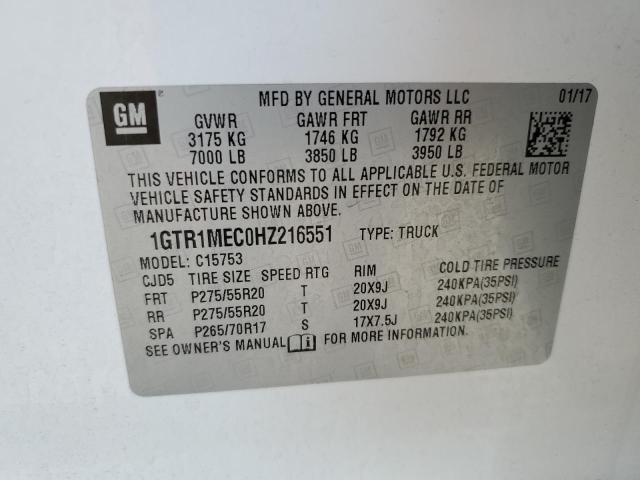 GM ®
MFD BY GENERAL MOTORS LLC 01/17
GVWR GAWR FRT GAWR RR
3175 KG 1746 KG 1792 KG
7000 LB 3850 LB 3950 LB
THIS VEHICLE CONFORMS TO ALL APPLICABLE U.S. FEDERAL MOTOR
VEHICLE SAFETY STANDARDS IN EFFECT ON THE DATE OF
MANUFACTURE SHOWN ABOVE.
1GTR1MEC0HZ216551 TYPE: TRUCK
MODEL: C15753
CJD5 TIRE SIZE SPEED RTG RIM COLD TIRE PRESSURE
FRT P275/55R20 T 20X9J 240KPA(35PSI)
RR P275/55R20 T 20X9J 240KPA(35PSI)
SPA P265/70R17 S 17X7.5J 240KPA(35PSI)
SEE OWNER'S MANUAL i FOR MORE INFORMATION.